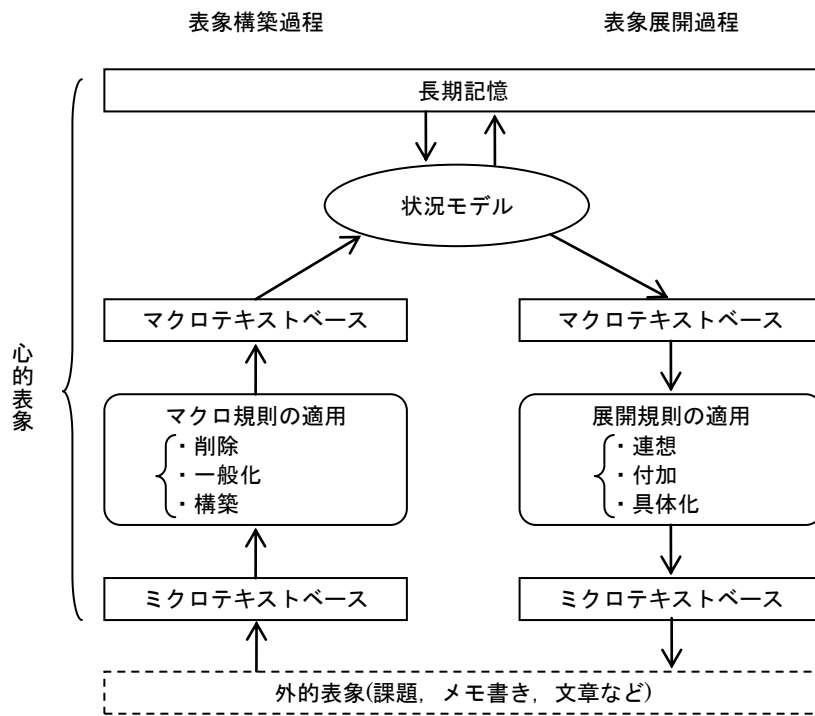 表象構築過程
表象展開過程
長期記憶
状況モデル
マクロテキストベース
マクロテキストベース
心的表象
マクロ規則の適用
・削除
・一般化
・構築
展開規則の適用
・連想
・付加
・具体化
ミクロテキストベース
ミクロテキストベース
外的表象(課題，メモ書き，文章など)